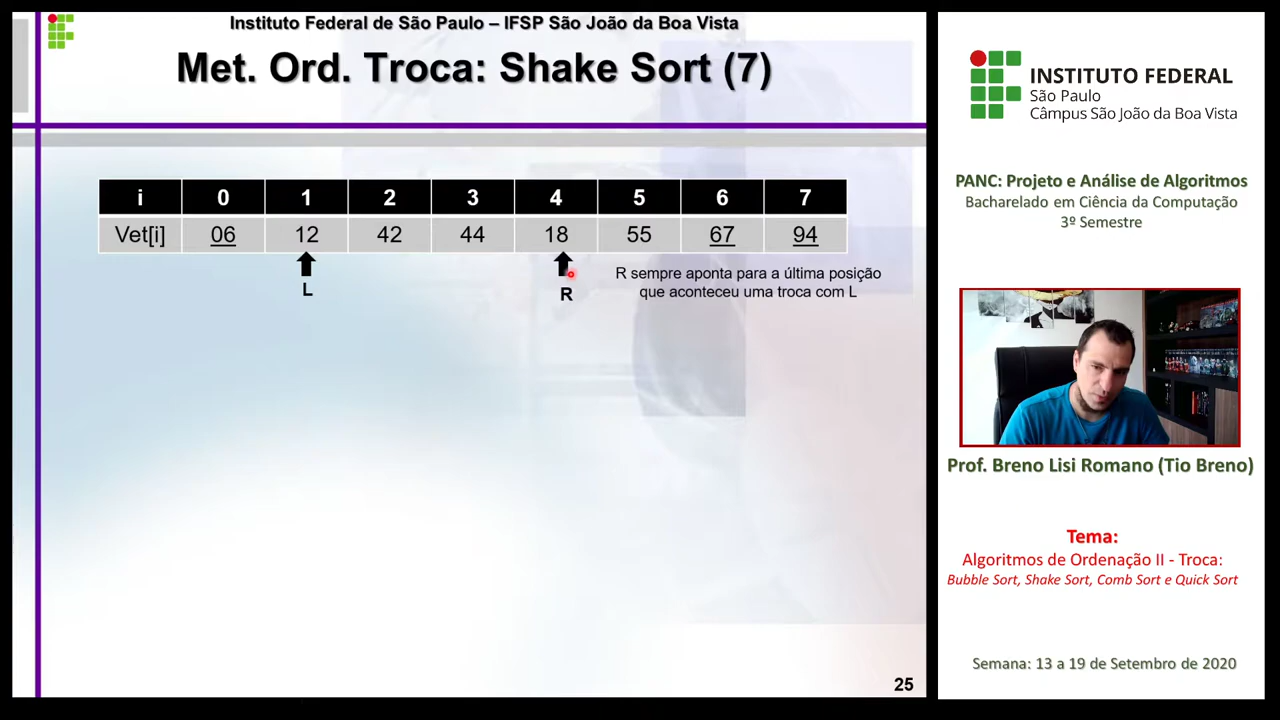 Instituto Federal de São Paulo – IFSP São João da Boa Vista
Met. Ord. Troca: Shake Sort (7)
i 0 1 2 3 4 5 6 7
Vet[i] 06 12 42 44 18 55 67 94
L
R
R sempre aponta para a última posição
que aconteceu uma troca com L
25
INSTITUTO FEDERAL
São Paulo
Câmpus São João da Boa Vista
PANC: Projeto e Análise de Algoritmos
Bacharelado em Ciência da Computação
3º Semestre
Prof. Breno Lisi Romano (Tio Breno)
Tema:
Algoritmos de Ordenação II - Troca:
Bubble Sort, Shake Sort, Comb Sort e Quick Sort
Semana: 13 a 19 de Setembro de 2020